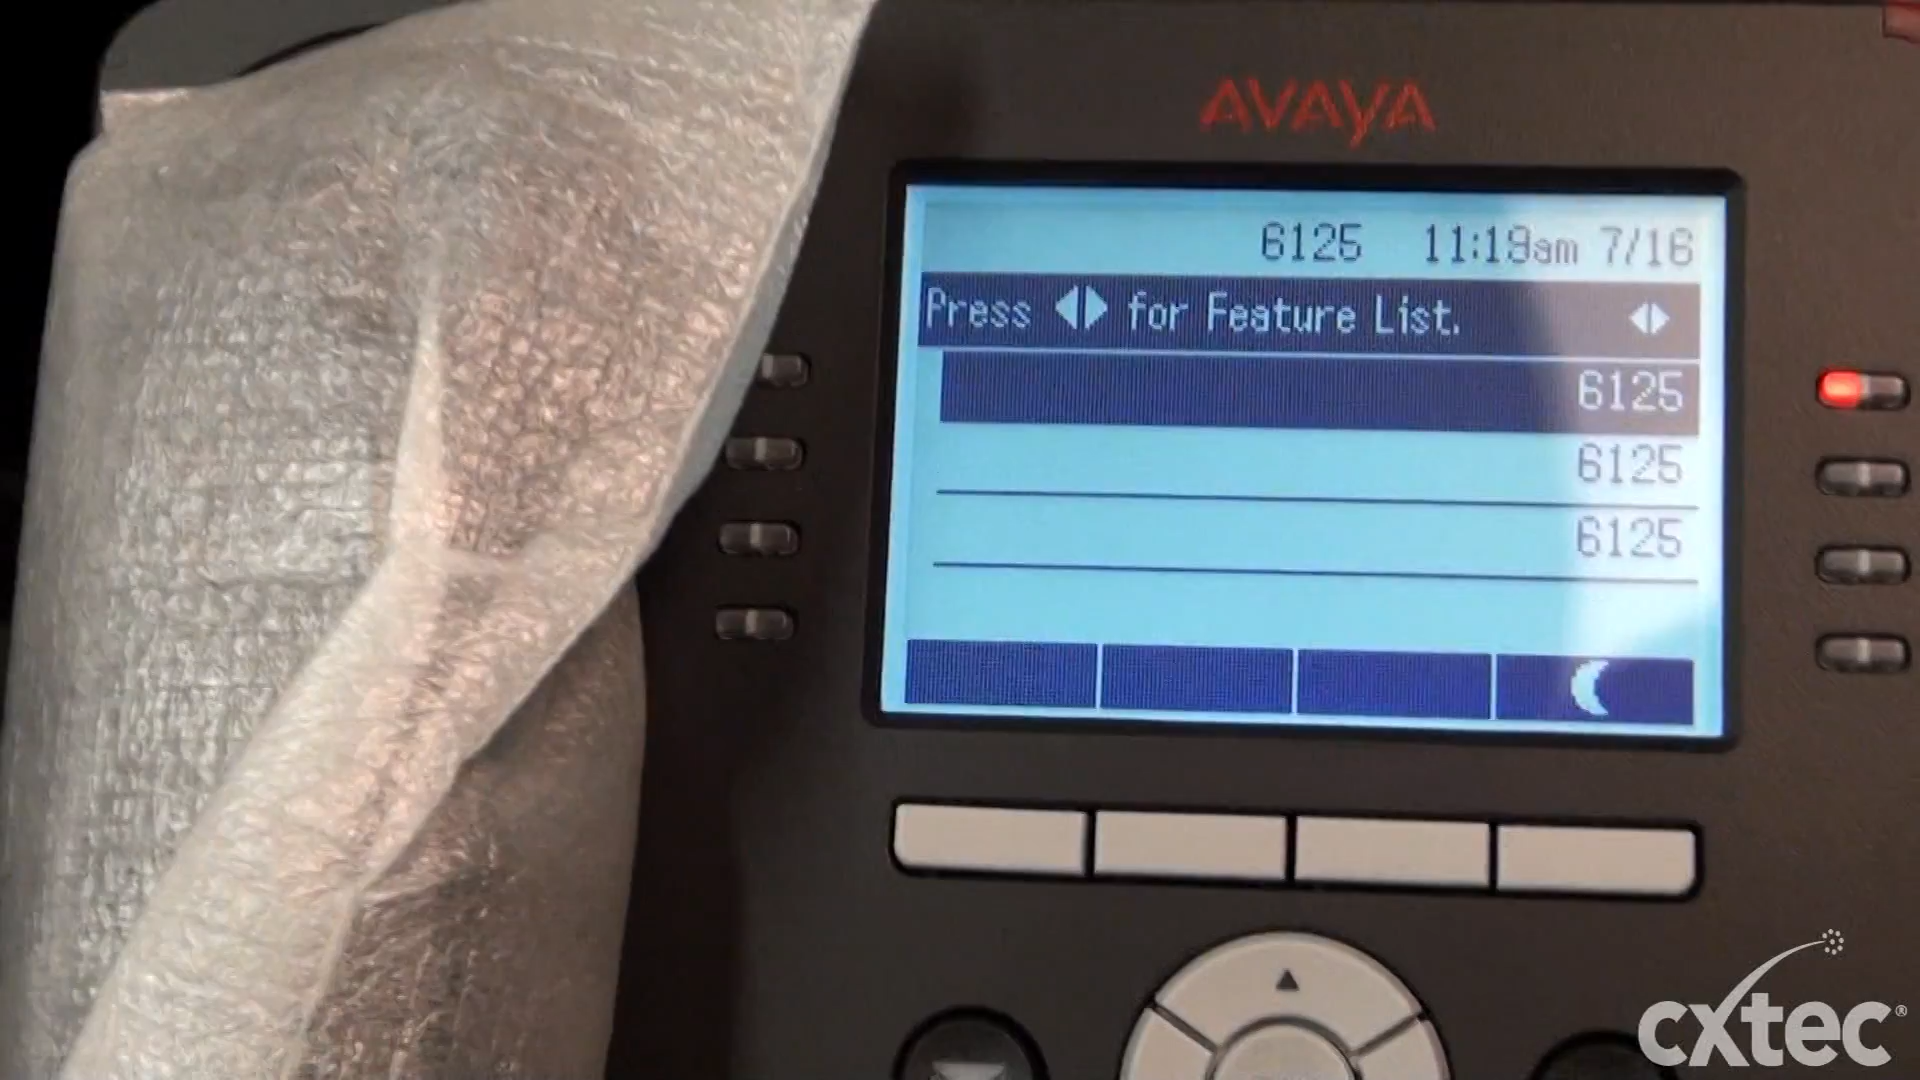 AVAYA
6125 11:19am 7/16
Press ◀▶ for Feature List. ◀▶
6125
6125
6125
cxtec®